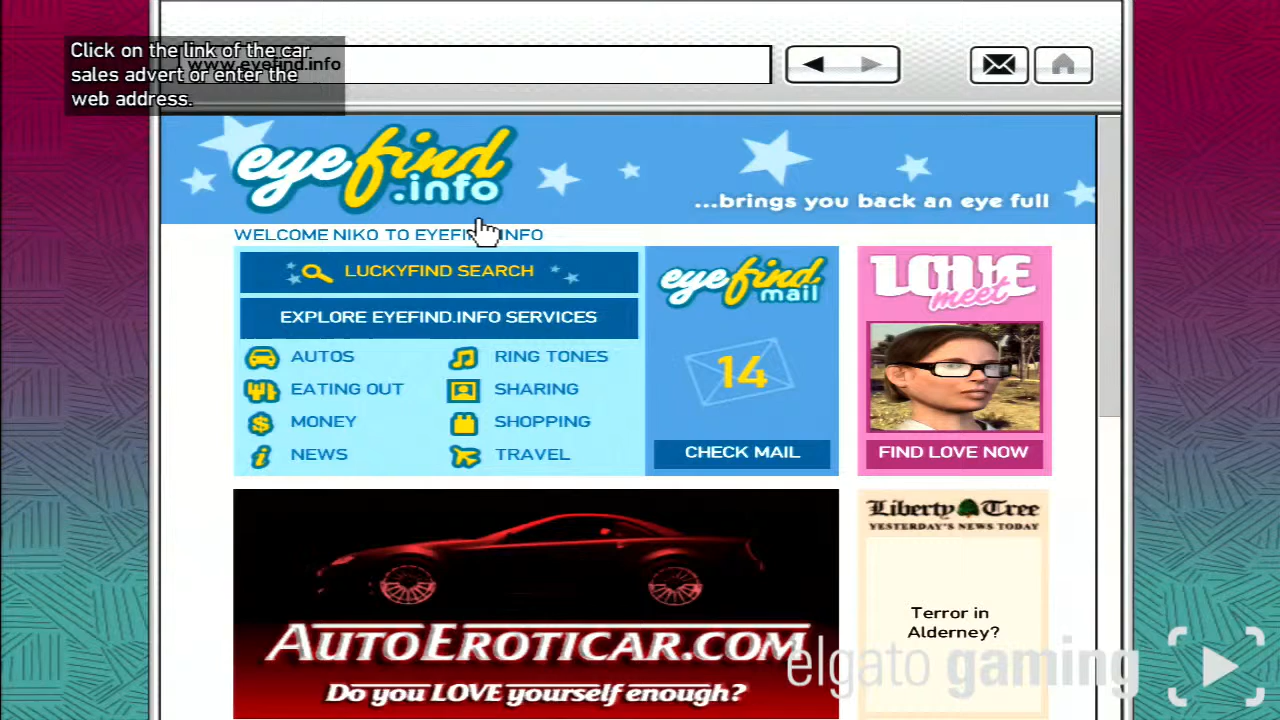 Click on the link of the car
sales advert or enter the
web address.
www.eyefind.info
eyefind
.info
...brings you back an eye full
WELCOME NIKO TO EYEFIND.INFO
LUCKYFIND SEARCH
EXPLORE EYEFIND.INFO SERVICES
AUTOS
RING TONES
EATING OUT
SHARING
MONEY
SHOPPING
NEWS
TRAVEL
eyefind
mail
14
CHECK MAIL
LOVE
meet
FIND LOVE NOW
AUTOEROTICAR.COM
Do you LOVE yourself enough?
Liberty Tree
YESTERDAY'S NEWS TODAY
Terror in
Alderney?
elgato gaming